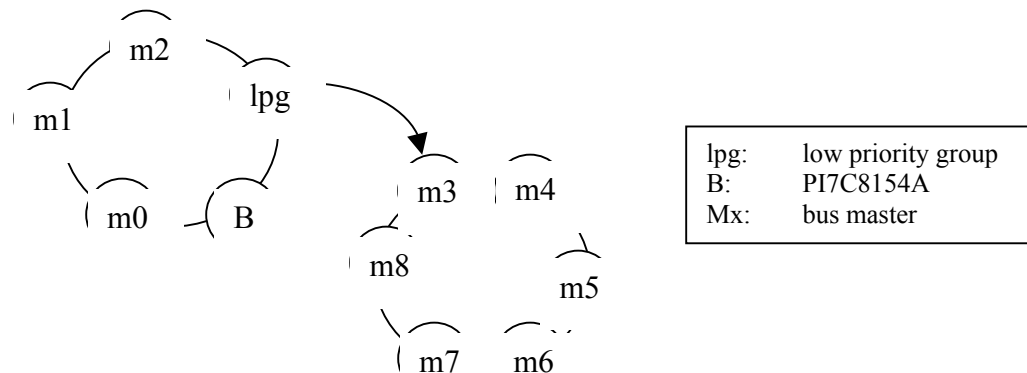 m2
lpg
m1
m0
B
m3
m4
m8
m5
m7
m6
lpg: low priority group
B: PI7C8154A
Mx: bus master